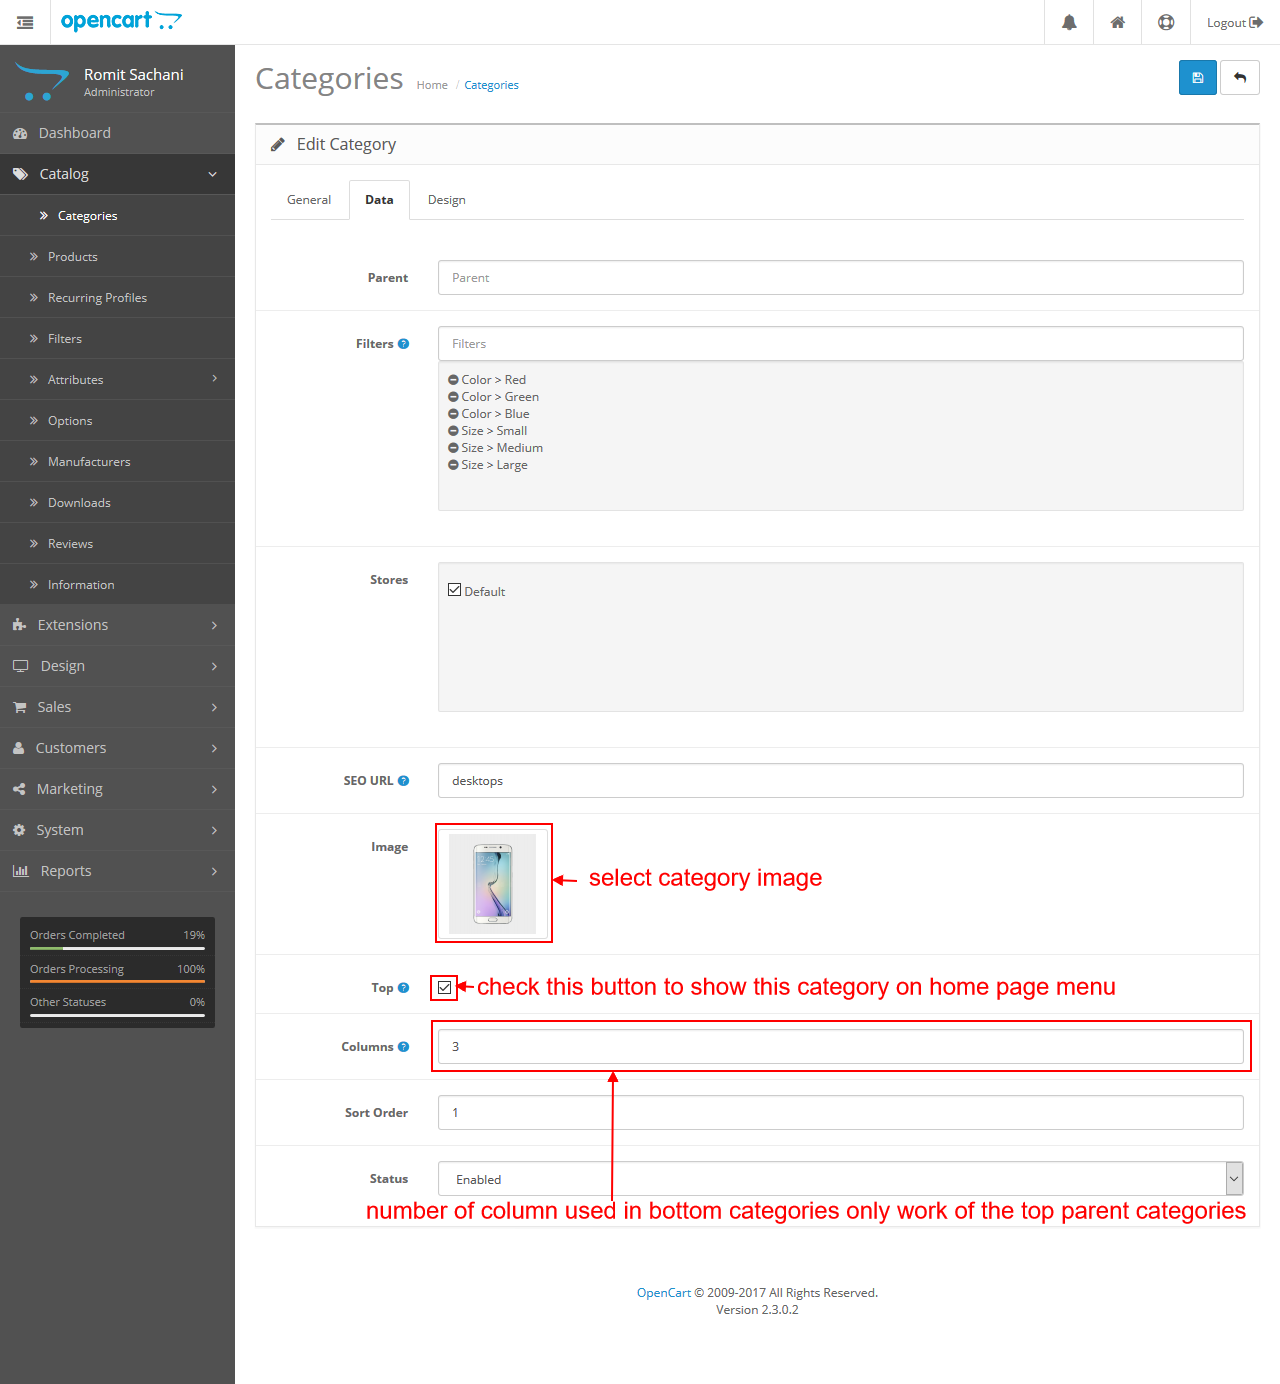 opencart
Logout
Romit Sachani
Administrator
Dashboard
Catalog
Categories
Products
Recurring Profiles
Filters
Attributes
Options
Manufacturers
Downloads
Reviews
Information
Extensions
Design
Sales
Customers
Marketing
System
Reports
Orders Completed 19%
Orders Processing 100%
Other Statuses 0%
Categories Home / Categories
Edit Category
General Data Design
Parent Parent
Filters Filters
Color > Red
Color > Green
Color > Blue
Size > Small
Size > Medium
Size > Large
Stores
Default
SEO URL desktops
Image
select category image
Top check this button to show this category on home page menu
Columns 3
Sort Order 1
Status Enabled
number of column used in bottom categories only work of the top parent categories
OpenCart © 2009-2017 All Rights Reserved.
Version 2.3.0.2